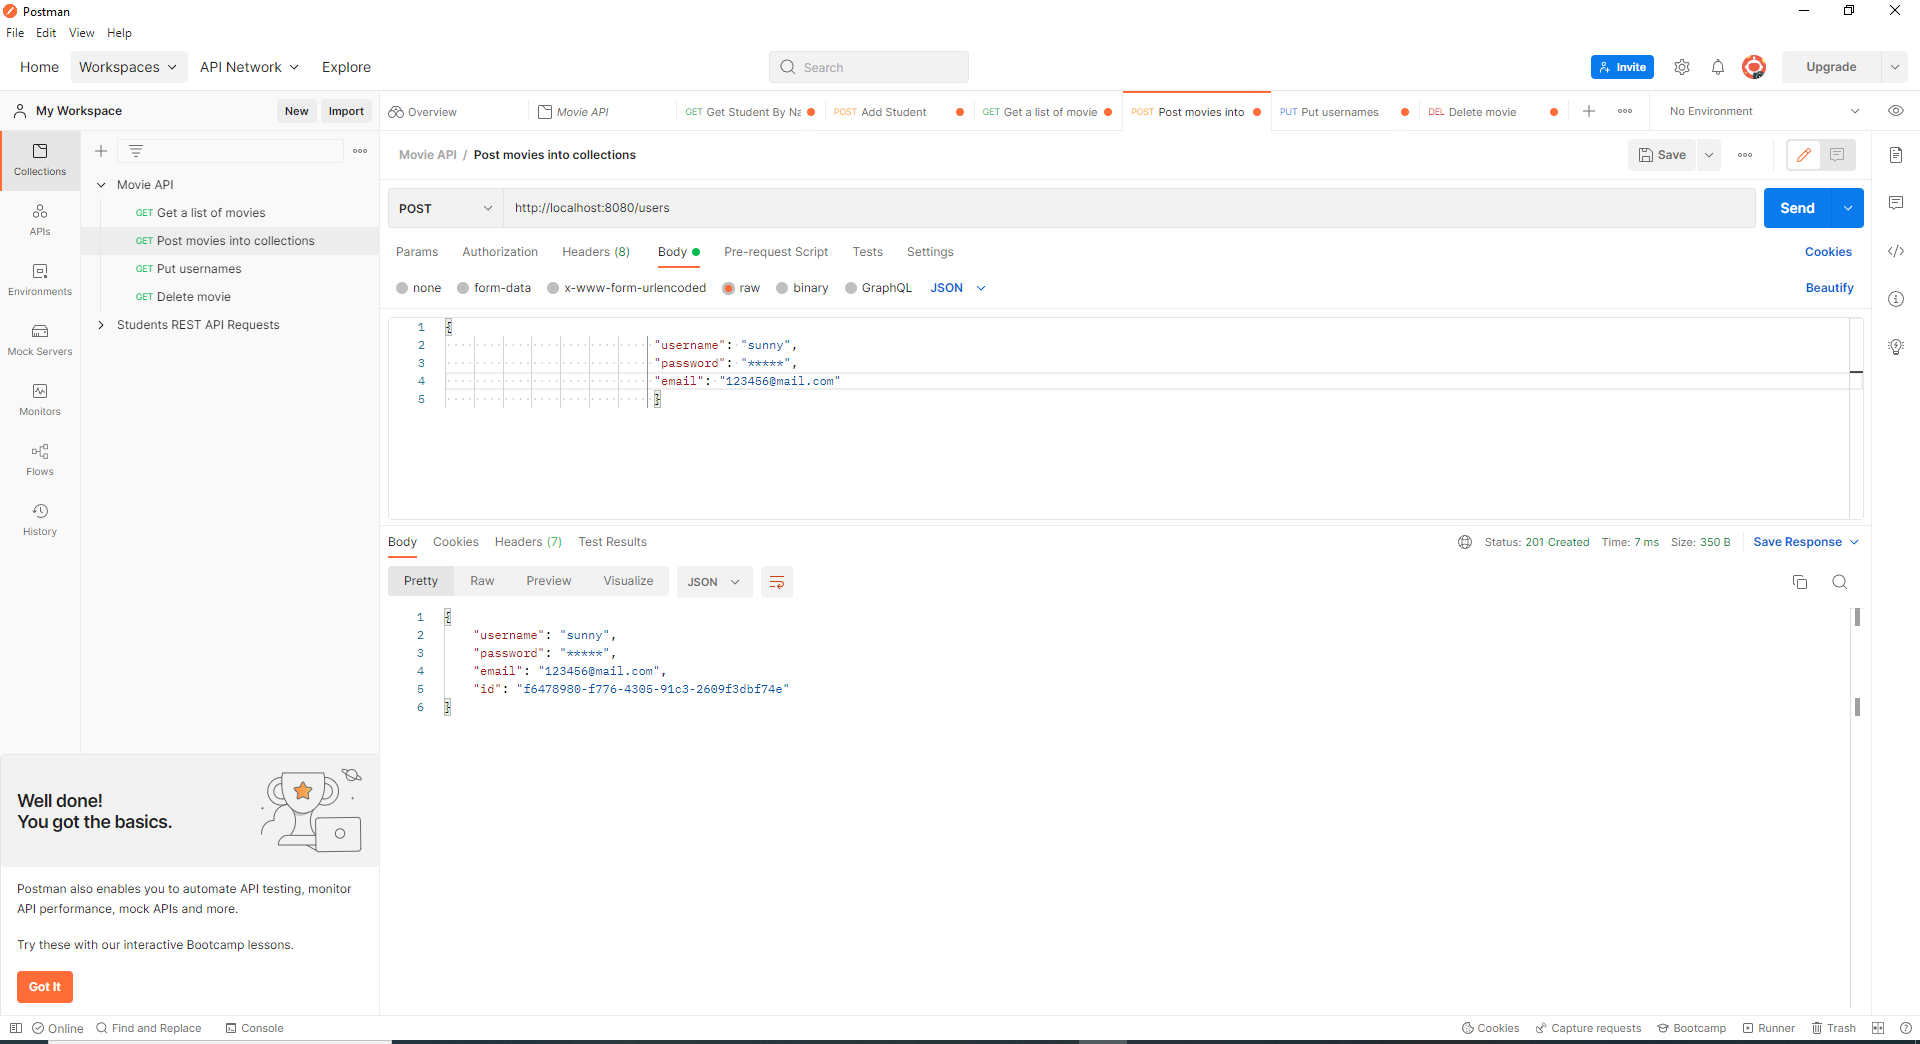 Postman
File Edit View Help
Home Workspaces API Network Explore
Search
Invite
Upgrade
My Workspace
New Import
Overview
Movie API
GET Get Student By Na
POST Add Student
GET Get a list of movie
POST Post movies into
PUT Put usernames
DEL Delete movie
No Environment
Collections
APIs
Environments
Mock Servers
Monitors
Flows
History
Movie API
GET Get a list of movies
GET Post movies into collections
GET Put usernames
GET Delete movie
Students REST API Requests
Movie API / Post movies into collections
Save
POST http://localhost:8080/users
Send
Params Authorization Headers (8) Body Pre-request Script Tests Settings
Cookies
none form-data x-www-form-urlencoded raw binary GraphQL JSON
Beautify
1 {
2 "username": "sunny",
3 "password": "*****",
4 "email": "123456@mail.com"
5 }
Body Cookies Headers (7) Test Results
Status: 201 Created Time: 7 ms Size: 350 B Save Response
Pretty Raw Preview Visualize JSON
1 {
2 "username": "sunny",
3 "password": "*****",
4 "email": "123456@mail.com",
5 "id": "f6478980-f776-4305-91c3-2609f3dbf74e"
6 }
Well done!
You got the basics.
Postman also enables you to automate API testing, monitor
API performance, mock APIs and more.
Try these with our interactive Bootcamp lessons.
Got It
Online Find and Replace Console
Cookies Capture requests Bootcamp Runner Trash